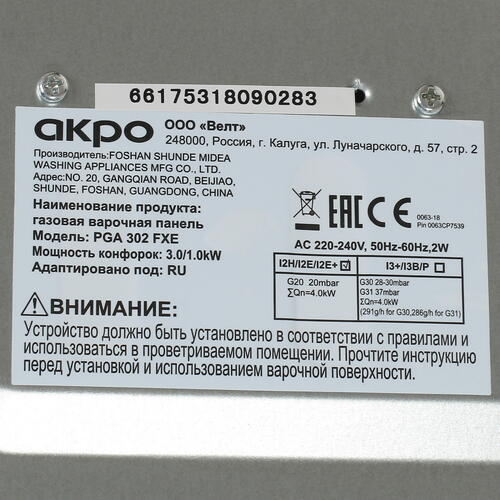 66175318090283
акро
ООО «Велт»
248000, Россия, г. Калуга, ул. Луначарского, д. 57, стр. 2
Производитель:FOSHAN SHUNDE MIDEA
WASHING APPLIANCES MFG CO., LTD.
Адрес:NO. 20, GANGQIAN ROAD, BEIJIAO,
SHUNDE, FOSHAN, GUANGDONG, CHINA
Наименование продукта:
газовая варочная панель
Модель: PGA 302 FXE
Мощность конфорок: 3.0/1.0kW
Адаптировано под: RU
EAC CE
0063-18
Pin 0063CP7539
AC 220-240V, 50Hz-60Hz,2W
I2H/I2E/I2E+ ☑ I3+/I3B/P ☐
G20 20mbar
∑Qn=4.0kW
G30 28-30mbar
G31 37mbar
∑Qn=4.0kW
(291g/h for G30,286g/h for G31)
ВНИМАНИЕ:
Устройство должно быть установлено в соответствии с правилами и
использоваться в проветриваемом помещении. Прочтите инструкцию
перед установкой и использованием варочной поверхности.